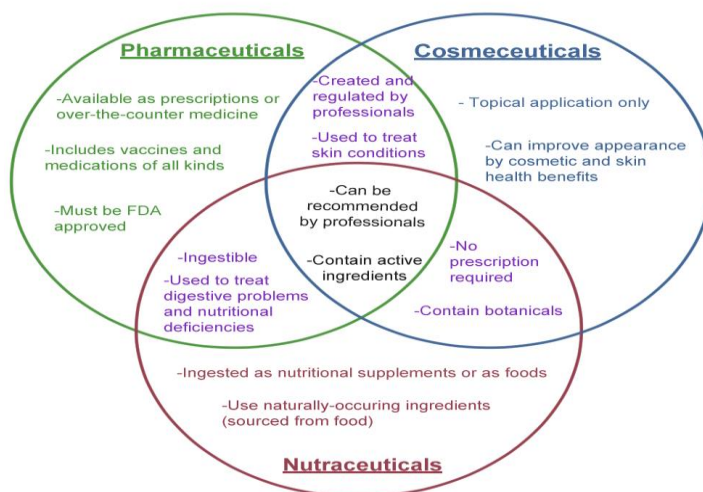 Pharmaceuticals
-Available as prescriptions or
over-the-counter medicine
-Includes vaccines and
medications of all kinds
-Must be FDA
approved
-Created and
regulated by
professionals
-Used to treat
skin conditions
Cosmeceuticals
- Topical application only
-Can improve appearance
by cosmetic and skin
health benefits
-Can be
recommended
by professionals
-Contain active
ingredients
-Ingestible
-Used to treat
digestive problems
and nutritional
deficiencies
-No
prescription
required
-Contain botanicals
-Ingested as nutritional supplements or as foods
-Use naturally-occuring ingredients
(sourced from food)
Nutraceuticals